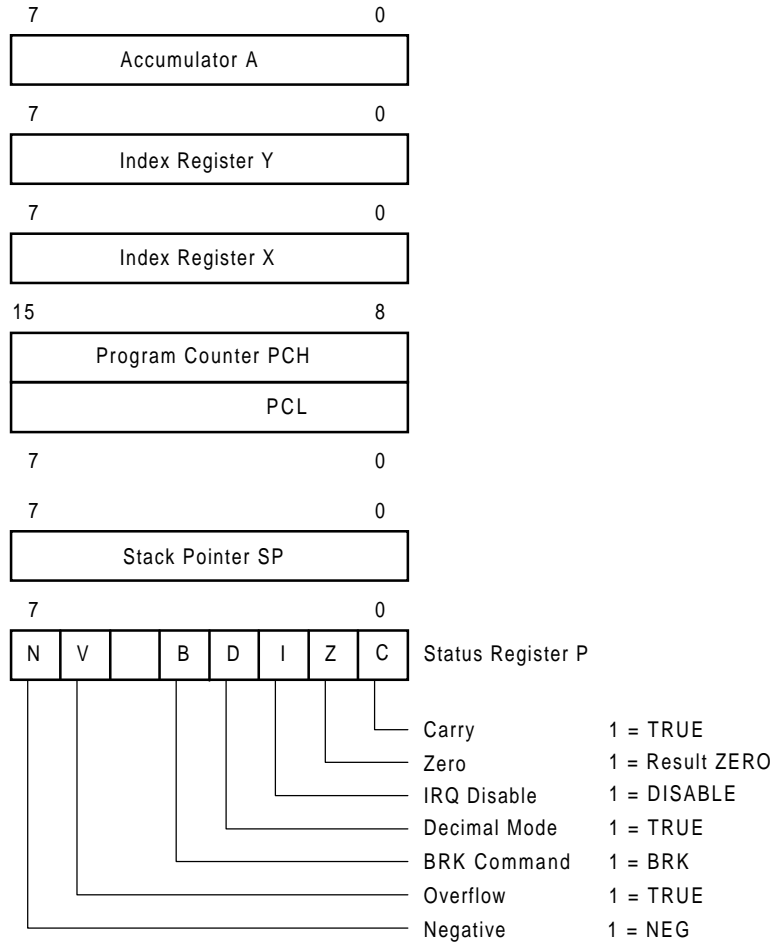 7 0
Accumulator A
7 0
Index Register Y
7 0
Index Register X
15 8
Program Counter PCH
PCL
7 0
7 0
Stack Pointer SP
7 0
N V B D I Z C Status Register P
Carry 1 = TRUE
Zero 1 = Result ZERO
IRQ Disable 1 = DISABLE
Decimal Mode 1 = TRUE
BRK Command 1 = BRK
Overflow 1 = TRUE
Negative 1 = NEG